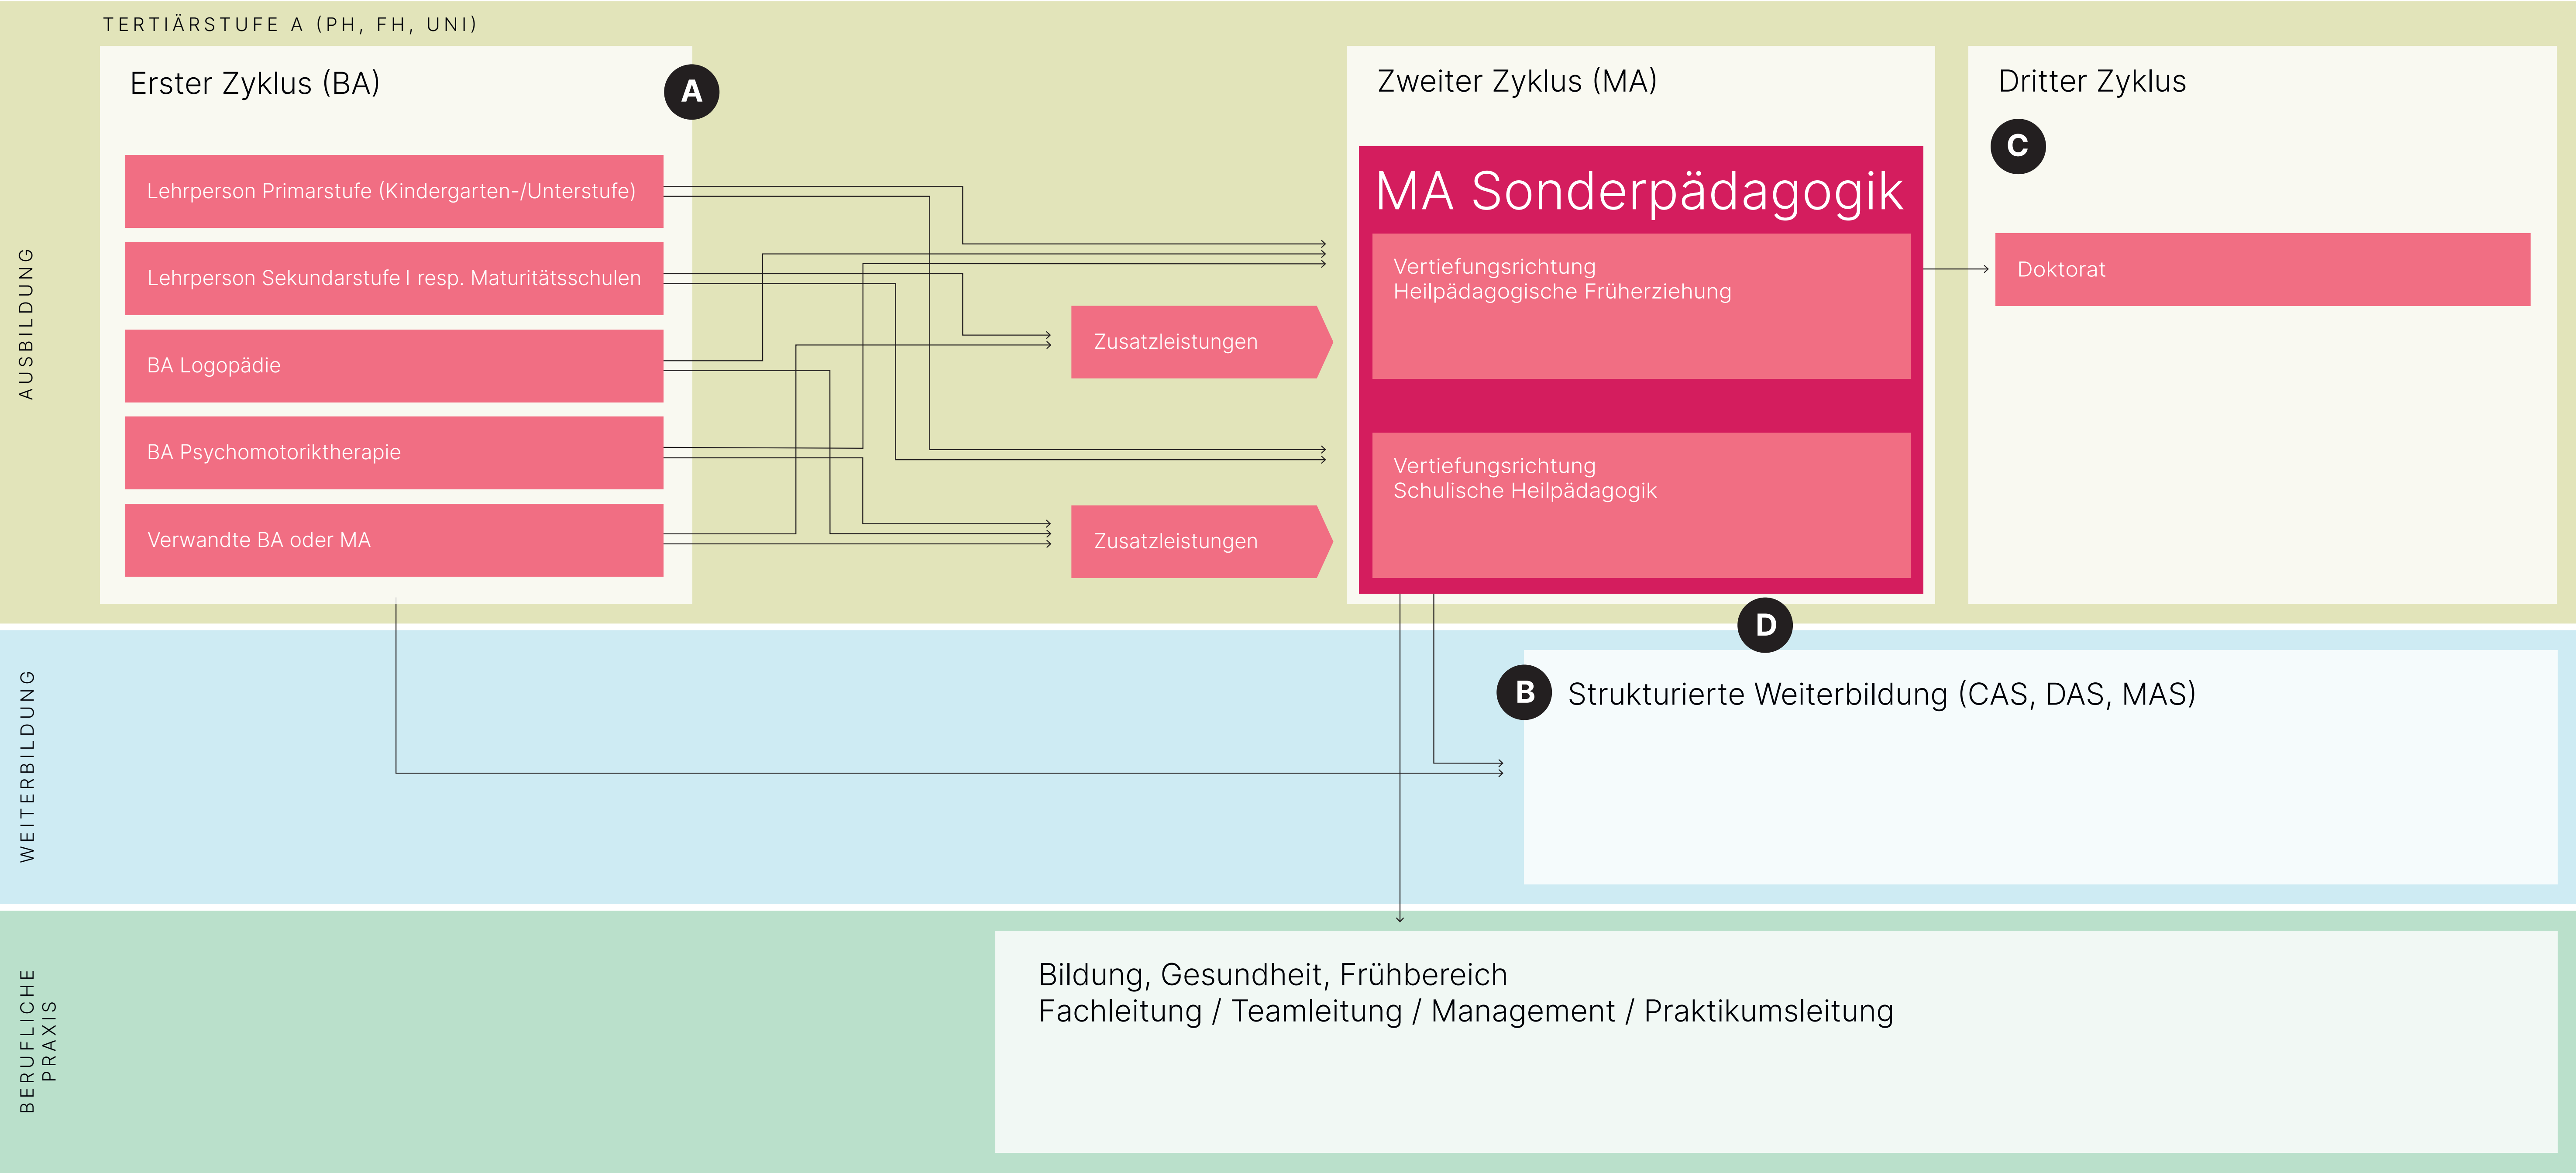 TERTIÄRSTUFE A (PH, FH, UNI)
AUSBILDUNG
Erster Zyklus (BA)
A
Lehrperson Primarstufe (Kindergarten-/Unterstufe)
Lehrperson Sekundarstufe I resp. Maturitätsschulen
BA Logopädie
BA Psychomotoriktherapie
Verwandte BA oder MA
Zusatzleistungen
Zusatzleistungen
Zweiter Zyklus (MA)
MA Sonderpädagogik
Vertiefungsrichtung
Heilpädagogische Früherziehung
Vertiefungsrichtung
Schulische Heilpädagogik
Dritter Zyklus
C
Doktorat
D
WEITERBILDUNG
B
Strukturierte Weiterbildung (CAS, DAS, MAS)
BERUFLICHE
PRAXIS
Bildung, Gesundheit, Frühbereich
Fachleitung / Teamleitung / Management / Praktikumsleitung